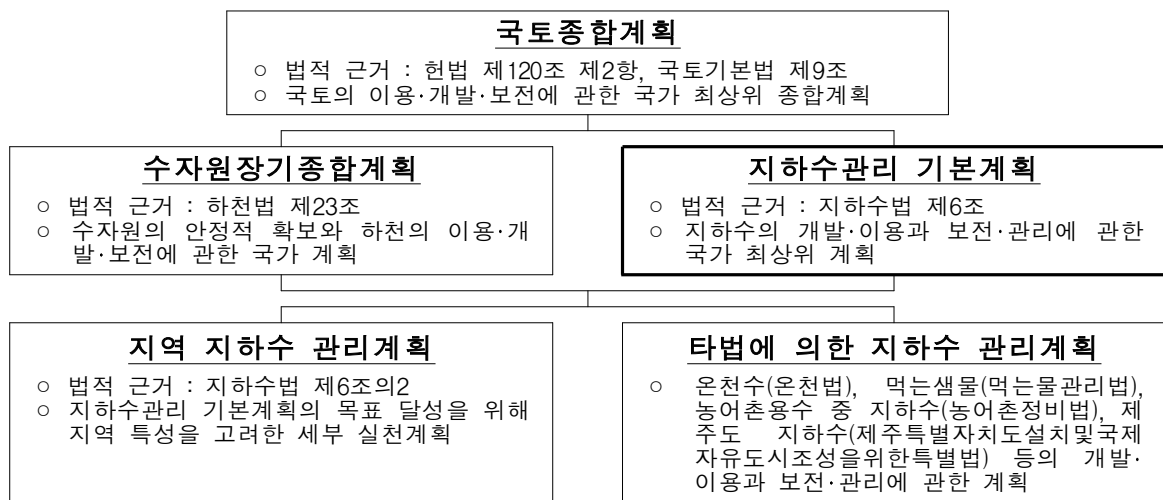 국토종합계획
○ 법적 근거 : 헌법 제120조 제2항, 국토기본법 제9조
○ 국토의 이용·개발·보전에 관한 국가 최상위 종합계획
수자원장기종합계획
○ 법적 근거 : 하천법 제23조
○ 수자원의 안정적 확보와 하천의 이용·개
발·보전에 관한 국가 계획
지하수관리 기본계획
○ 법적 근거 : 지하수법 제6조
○ 지하수의 개발·이용과 보전·관리에 관한
국가 최상위 계획
지역 지하수 관리계획
○ 법적 근거 : 지하수법 제6조의2
○ 지하수관리 기본계획의 목표 달성을 위해
지역 특성을 고려한 세부 실천계획
타법에 의한 지하수 관리계획
○ 온천수(온천법), 먹는샘물(먹는물관리법),
농어촌용수 중 지하수(농어촌정비법), 제
주도 지하수(제주특별자치도설치및국제
자유도시조성을위한특별법) 등의 개발·
이용과 보전·관리에 관한 계획